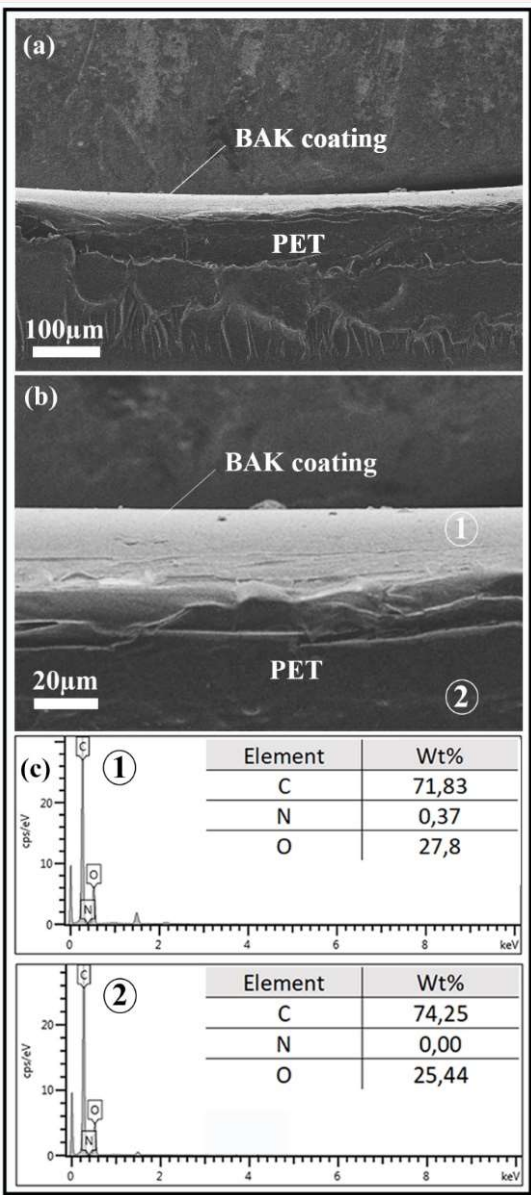 (a)
BAK coating
PET
100µm
(b)
BAK coating
1
PET
20µm
2
(c)
1
C
O
N
cps/eV
20
10
0
0 2 4 6 8 keV
Element Wt%
C 71,83
N 0,37
O 27,8
2
C
O
N
cps/eV
20
10
0
0 2 4 6 8 keV
Element Wt%
C 74,25
N 0,00
O 25,44